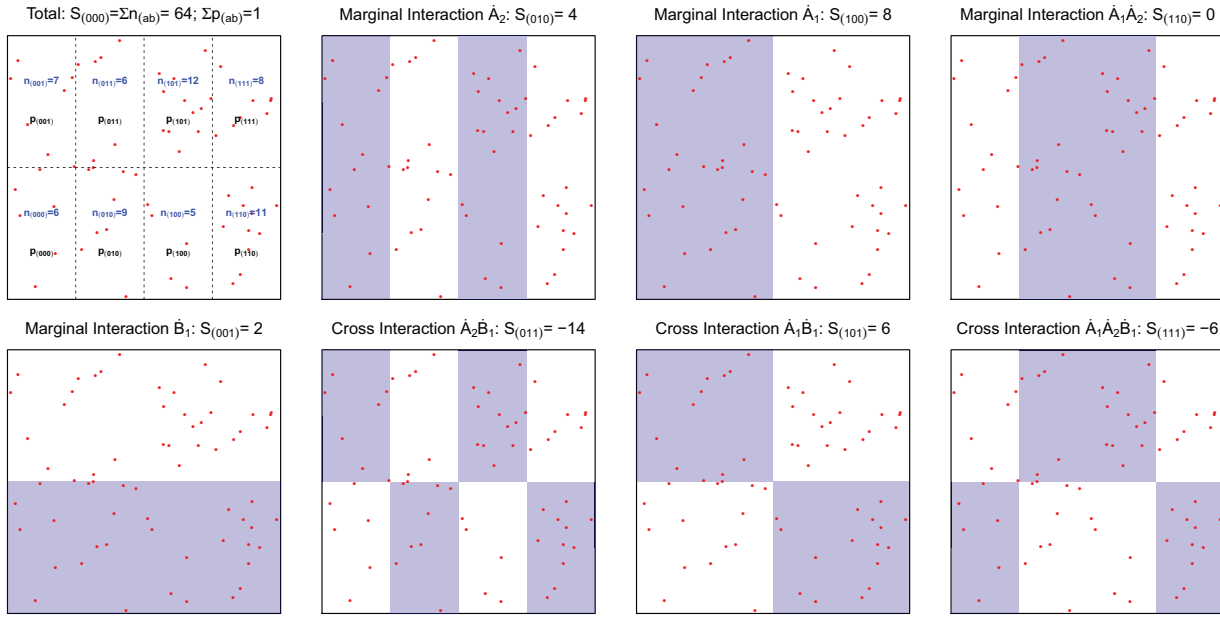 Total: S(000)=Σn(ab)= 64; Σp(ab)=1
Marginal Interaction Ȧ2: S(010)= 4
Marginal Interaction Ȧ1: S(100)= 8
Marginal Interaction Ȧ1Ȧ2: S(110)= 0
n(001)=7 n(011)=6 n(101)=12 n(111)=8
p(001) p(011) p(101) p(111)
n(000)=6 n(010)=9 n(100)=5 n(110)=11
p(000) p(010) p(100) p(110)
Marginal Interaction Ḃ1: S(001)= 2
Cross Interaction Ȧ2Ḃ1: S(011)= −14
Cross Interaction Ȧ1Ḃ1: S(101)= 6
Cross Interaction Ȧ1Ȧ2Ḃ1: S(111)= −6